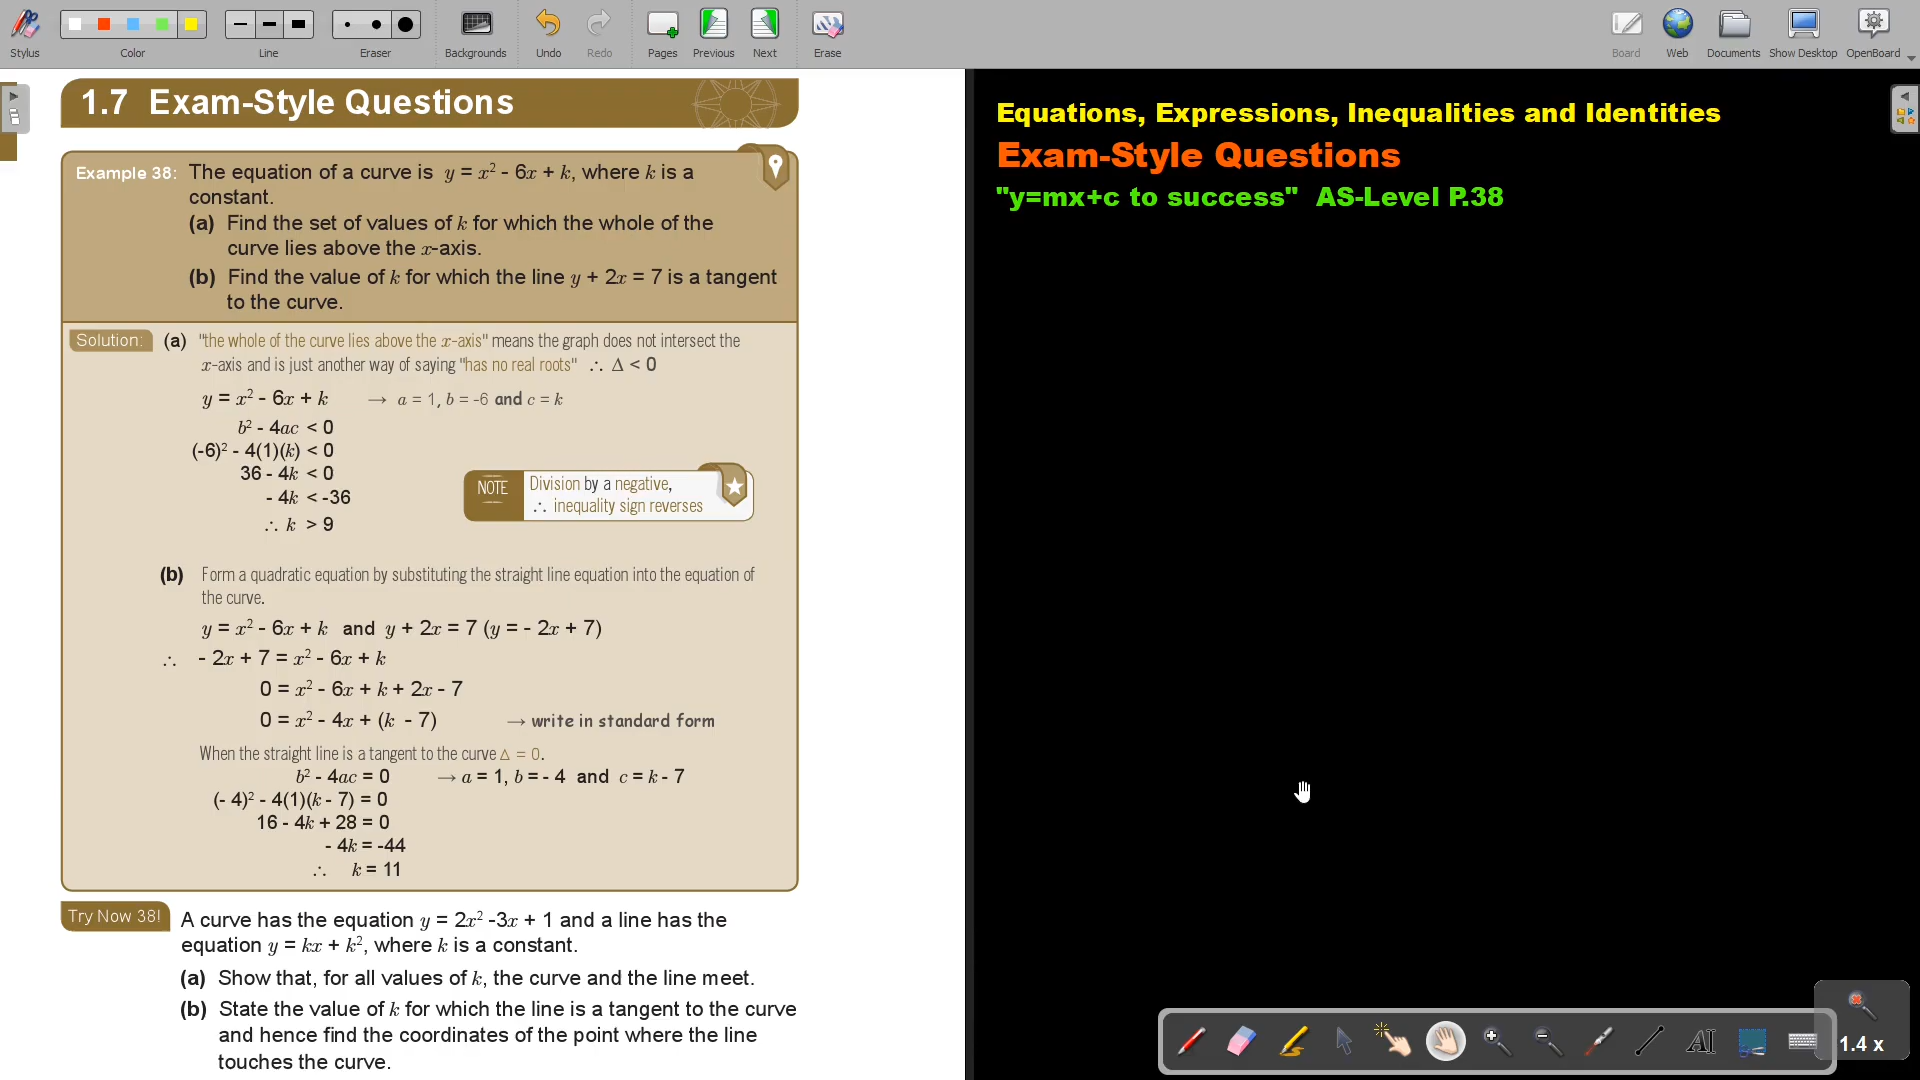 Stylus
Color
Line
Eraser
Backgrounds
Undo
Redo
Pages
Previous
Next
Erase
Board
Web
Documents
Show Desktop
OpenBoard
1.7 Exam-Style Questions
Example 38: The equation of a curve is y = x² - 6x + k, where k is a
constant.
(a) Find the set of values of k for which the whole of the
curve lies above the x-axis.
(b) Find the value of k for which the line y + 2x = 7 is a tangent
to the curve.
Solution: (a) "the whole of the curve lies above the x-axis" means the graph does not intersect the
x-axis and is just another way of saying "has no real roots" ∴ Δ < 0
y = x² - 6x + k → a = 1, b = -6 and c = k
b² - 4ac < 0
(-6)² - 4(1)(k) < 0
36 - 4k < 0
- 4k < -36
∴ k > 9
NOTE
Division by a negative,
∴ inequality sign reverses
(b) Form a quadratic equation by substituting the straight line equation into the equation of
the curve.
y = x² - 6x + k and y + 2x = 7 (y = - 2x + 7)
∴ - 2x + 7 = x² - 6x + k
0 = x² - 6x + k + 2x - 7
0 = x² - 4x + (k - 7) → write in standard form
When the straight line is a tangent to the curve Δ = 0.
b² - 4ac = 0 → a = 1, b = - 4 and c = k - 7
(- 4)² - 4(1)(k - 7) = 0
16 - 4k + 28 = 0
- 4k = -44
∴ k = 11
Try Now 38! A curve has the equation y = 2x² -3x + 1 and a line has the
equation y = kx + k², where k is a constant.
(a) Show that, for all values of k, the curve and the line meet.
(b) State the value of k for which the line is a tangent to the curve
and hence find the coordinates of the point where the line
touches the curve.
Equations, Expressions, Inequalities and Identities
Exam-Style Questions
"y=mx+c to success" AS-Level P.38
AI
1.4 x